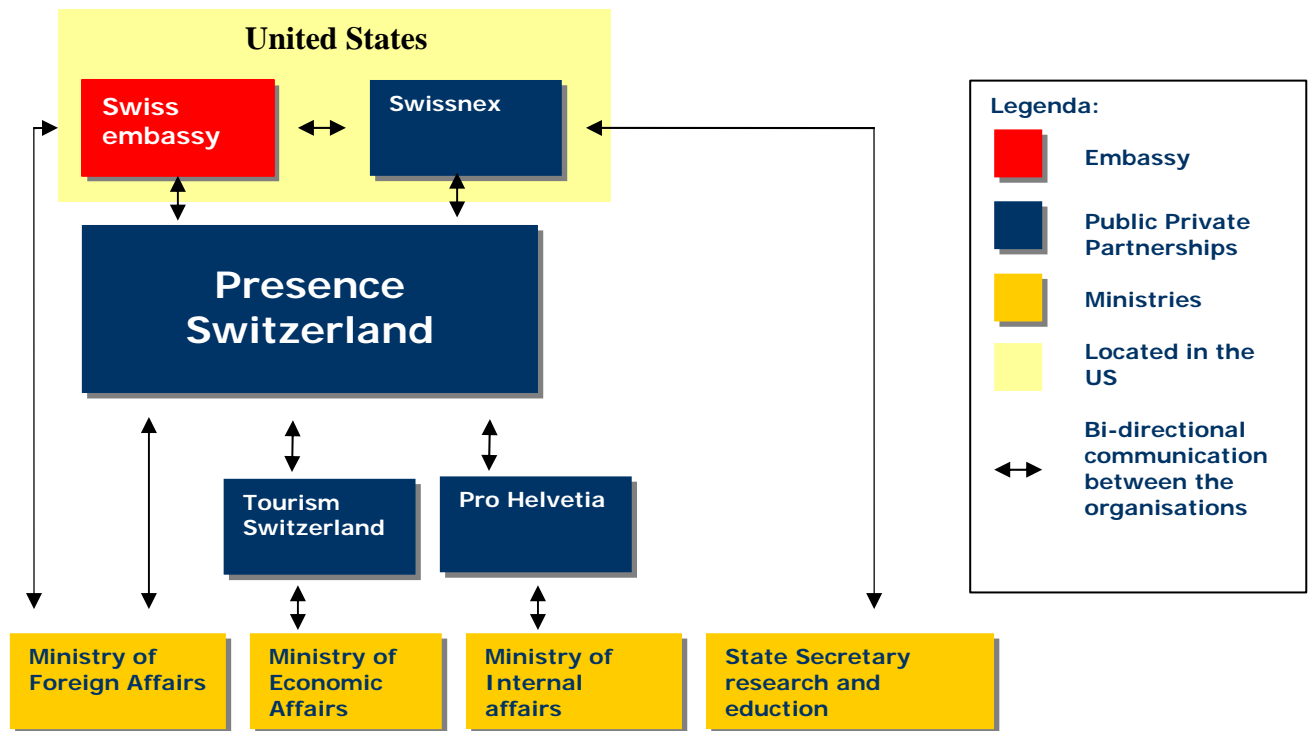 United States
Swiss
embassy
Swissnex
Presence
Switzerland
Tourism
Switzerland
Pro Helvetia
Ministry of
Foreign Affairs
Ministry of
Economic
Affairs
Ministry of
Internal
affairs
State Secretary
research and
eduction
Legenda:
Embassy
Public Private
Partnerships
Ministries
Located in the
US
Bi-directional
communication
between the
organisations